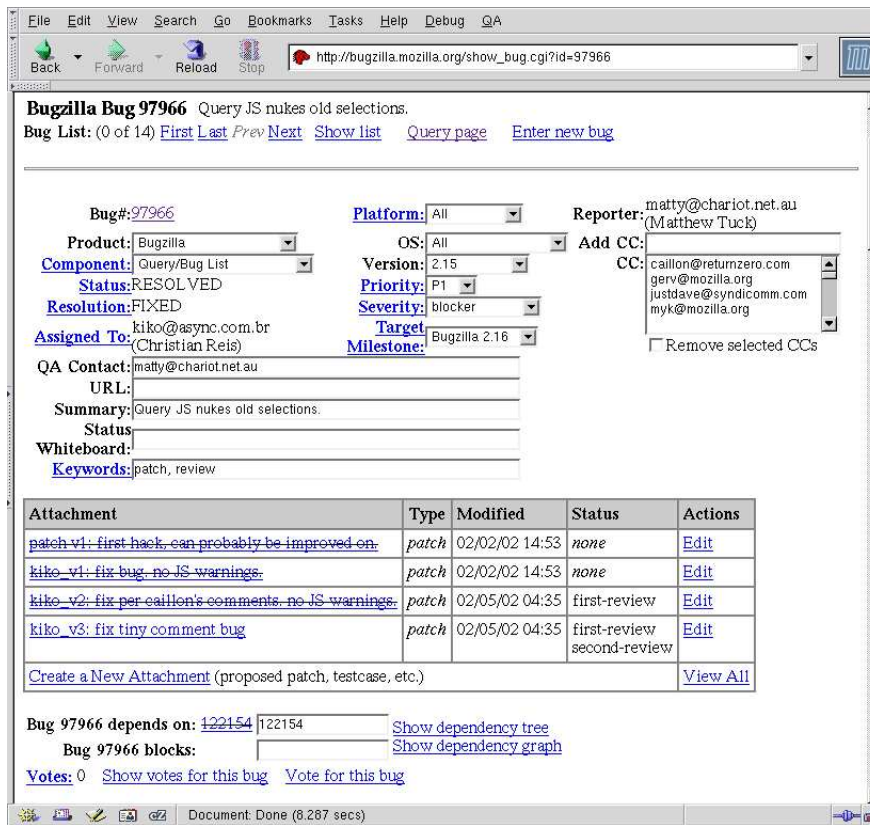 File Edit View Search Go Bookmarks Tasks Help Debug QA
Back Forward Reload Stop http://bugzilla.mozilla.org/show_bug.cgi?id=97966
Bugzilla Bug 97966 Query JS nukes old selections.
Bug List: (0 of 14) First Last Prev Next Show list Query page Enter new bug
Bug#: 97966 Platform: All Reporter: matty@chariot.net.au (Matthew Tuck)
Product: Bugzilla OS: All Add CC:
Component: Query/Bug List Version: 2.15 CC: caillon@returnzero.com
Status: RESOLVED Priority: P1 gerv@mozilla.org
Resolution: FIXED Severity: blocker justdave@syndicomm.com
Assigned To: kiko@async.com.br (Christian Reis) Target Milestone: Bugzilla 2.16 myk@mozilla.org
Remove selected CCs
QA Contact: matty@chariot.net.au
URL:
Summary: Query JS nukes old selections.
Status Whiteboard:
Keywords: patch, review
Attachment Type Modified Status Actions
patch v1: first hack, can probably be improved on. patch 02/02/02 14:53 none Edit
kiko_v1: fix bug. no JS warnings. patch 02/02/02 14:53 none Edit
kiko_v2: fix per caillon's comments. no JS warnings. patch 02/05/02 04:35 first-review Edit
kiko_v3: fix tiny comment bug patch 02/05/02 04:35 first-review second-review Edit
Create a New Attachment (proposed patch, testcase, etc.) View All
Bug 97966 depends on: 122154 122154 Show dependency tree
Bug 97966 blocks: Show dependency graph
Votes: 0 Show votes for this bug Vote for this bug
Document: Done (8.287 secs)